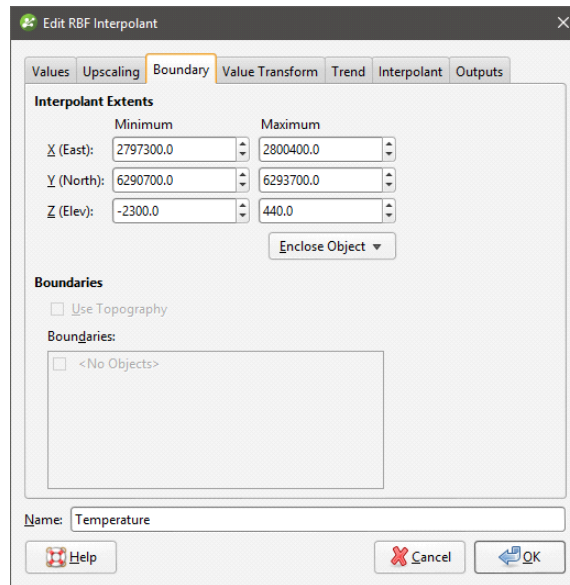 Edit RBF Interpolant
Values Upscaling Boundary Value Transform Trend Interpolant Outputs
Interpolant Extents
Minimum Maximum
X (East): 2797300.0 2800400.0
Y (North): 6290700.0 6293700.0
Z (Elev): -2300.0 440.0
Enclose Object
Boundaries
Use Topography
Boundaries:
<No Objects>
Name: Temperature
Help Cancel OK